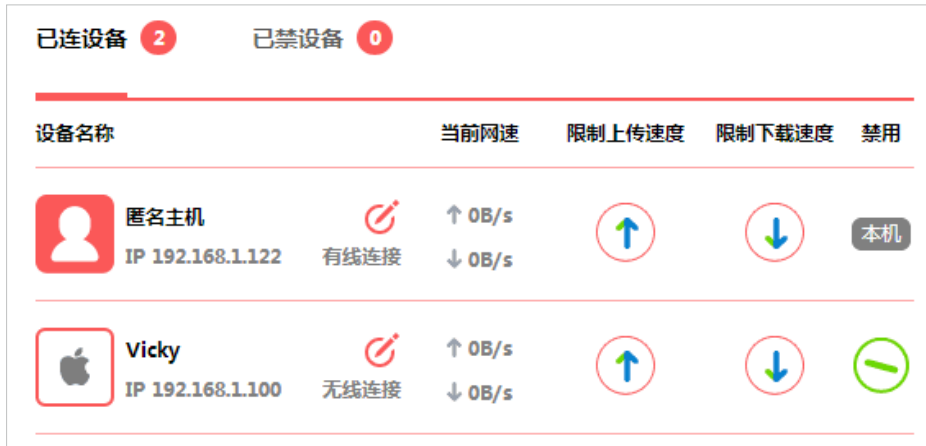 已连设备 2 已禁设备 0
设备名称 当前网速 限制上传速度 限制下载速度 禁用
匿名主机 0B/s 本机
IP 192.168.1.122 有线连接 0B/s
Vicky 0B/s
IP 192.168.1.100 无线连接 0B/s